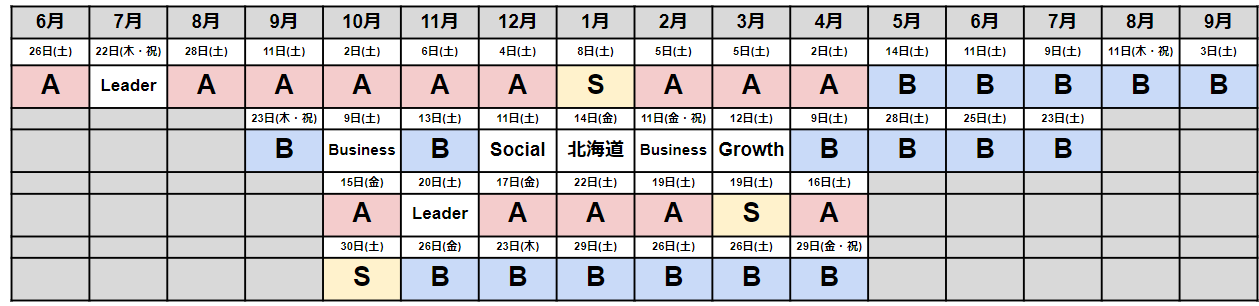 6月 7月 8月 9月 10月 11月 12月 1月 2月 3月 4月 5月 6月 7月 8月 9月
26日(土) 22日(木・祝) 28日(土) 11日(土) 2日(土) 6日(土) 4日(土) 8日(土) 5日(土) 5日(土) 2日(土) 14日(土) 11日(土) 9日(土) 11日(木・祝) 3日(土)
A Leader A A A A A S A A A B B B B B
23日(木・祝) 9日(土) 13日(土) 11日(土) 14日(金) 11日(金・祝) 12日(土) 9日(土) 28日(土) 25日(土) 23日(土)
B Business B Social 北海道 Business Growth B B B B
15日(金) 20日(土) 17日(金) 22日(土) 19日(土) 19日(土) 16日(土)
A Leader A A A S A
30日(土) 26日(金) 23日(木) 29日(土) 26日(土) 26日(土) 29日(金・祝)
S B B B B B B